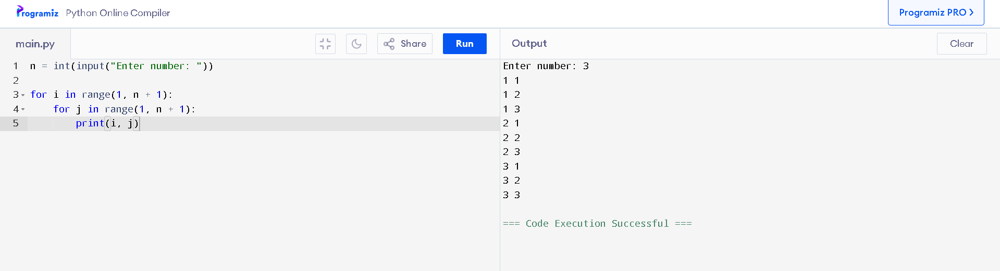 Programiz Python Online Compiler
Programiz PRO >
main.py
Share
Run
1 n = int(input("Enter number: "))
2
3 for i in range(1, n + 1):
4     for j in range(1, n + 1):
5         print(i, j)
Output
Clear
Enter number: 3
1 1
1 2
1 3
2 1
2 2
2 3
3 1
3 2
3 3
=== Code Execution Successful ===